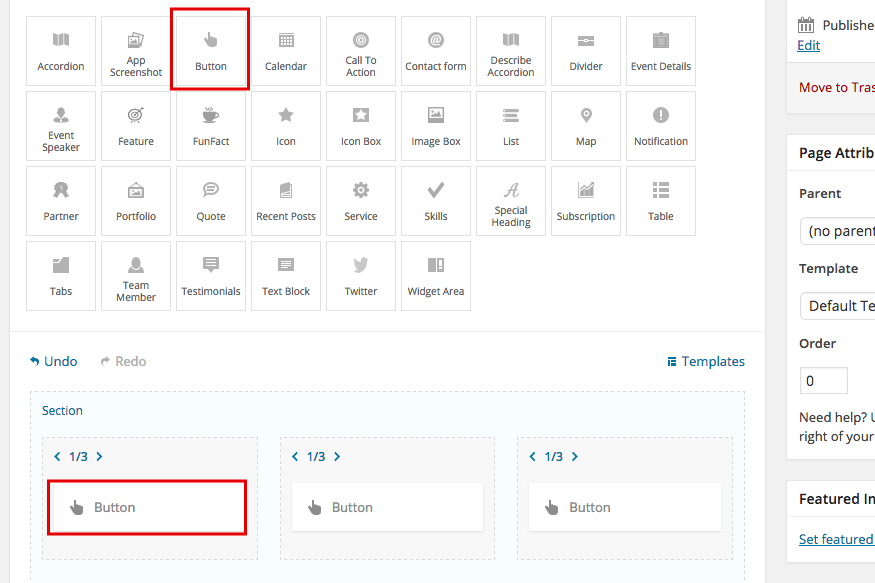 Accordion
App
Screenshot
Button
Calendar
Call To
Action
Contact form
Describe
Accordion
Divider
Event Details
Event
Speaker
Feature
FunFact
Icon
Icon Box
Image Box
List
Map
Notification
Partner
Portfolio
Quote
Recent Posts
Service
Skills
Special
Heading
Subscription
Table
Tabs
Team
Member
Testimonials
Text Block
Twitter
Widget Area
Undo
Redo
Templates
Section
1/3
1/3
1/3
Button
Button
Button
Publishe
Edit
Move to Tras
Page Attrib
Parent
(no parent
Template
Default Te
Order
0
Need help? U
right of your
Featured In
Set featured